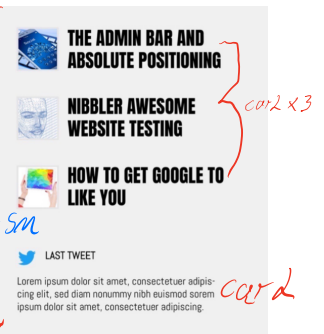 THE ADMIN BAR AND
ABSOLUTE POSITIONING
NIBBLER AWESOME
WEBSITE TESTING
card x 3
HOW TO GET GOOGLE TO
LIKE YOU
SM
LAST TWEET
Lorem ipsum dolor sit amet, consectetuer adipis-
cing elit, sed diam nonummy nibh euismod sorem
ipsum dolor sit amet, consectetuer adipiscing.
card